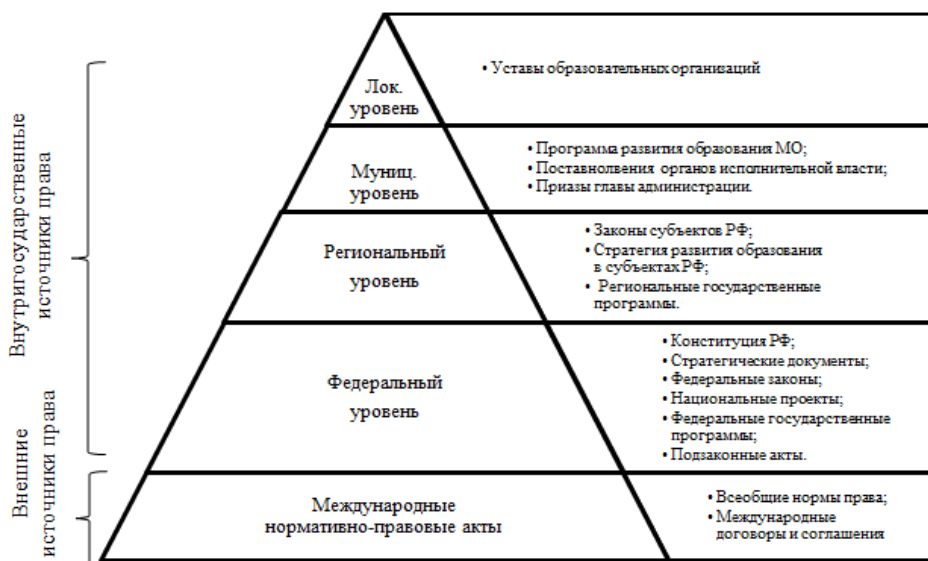 Внутригосударственные
источники права
Внешние
источники права
Лок.
уровень
• Уставы образовательных организаций
Муниц.
уровень
• Программа развития образования МО;
• Поставнолвения органов исполнительной власти;
• Приазы главы администрации.
Региональный
уровень
• Законы субъектов РФ;
• Стратегия развития образования
в субъектах РФ;
• Региональные государственные
программы.
Федеральный
уровень
• Конституция РФ;
• Стратегические документы;
• Федеральные законы;
• Национальные проекты;
• Федеральные государственные
программы;
• Подзаконные акты.
Международные
нормативно-правовые акты
• Всеобщие нормы права;
• Международные
договоры и соглашения